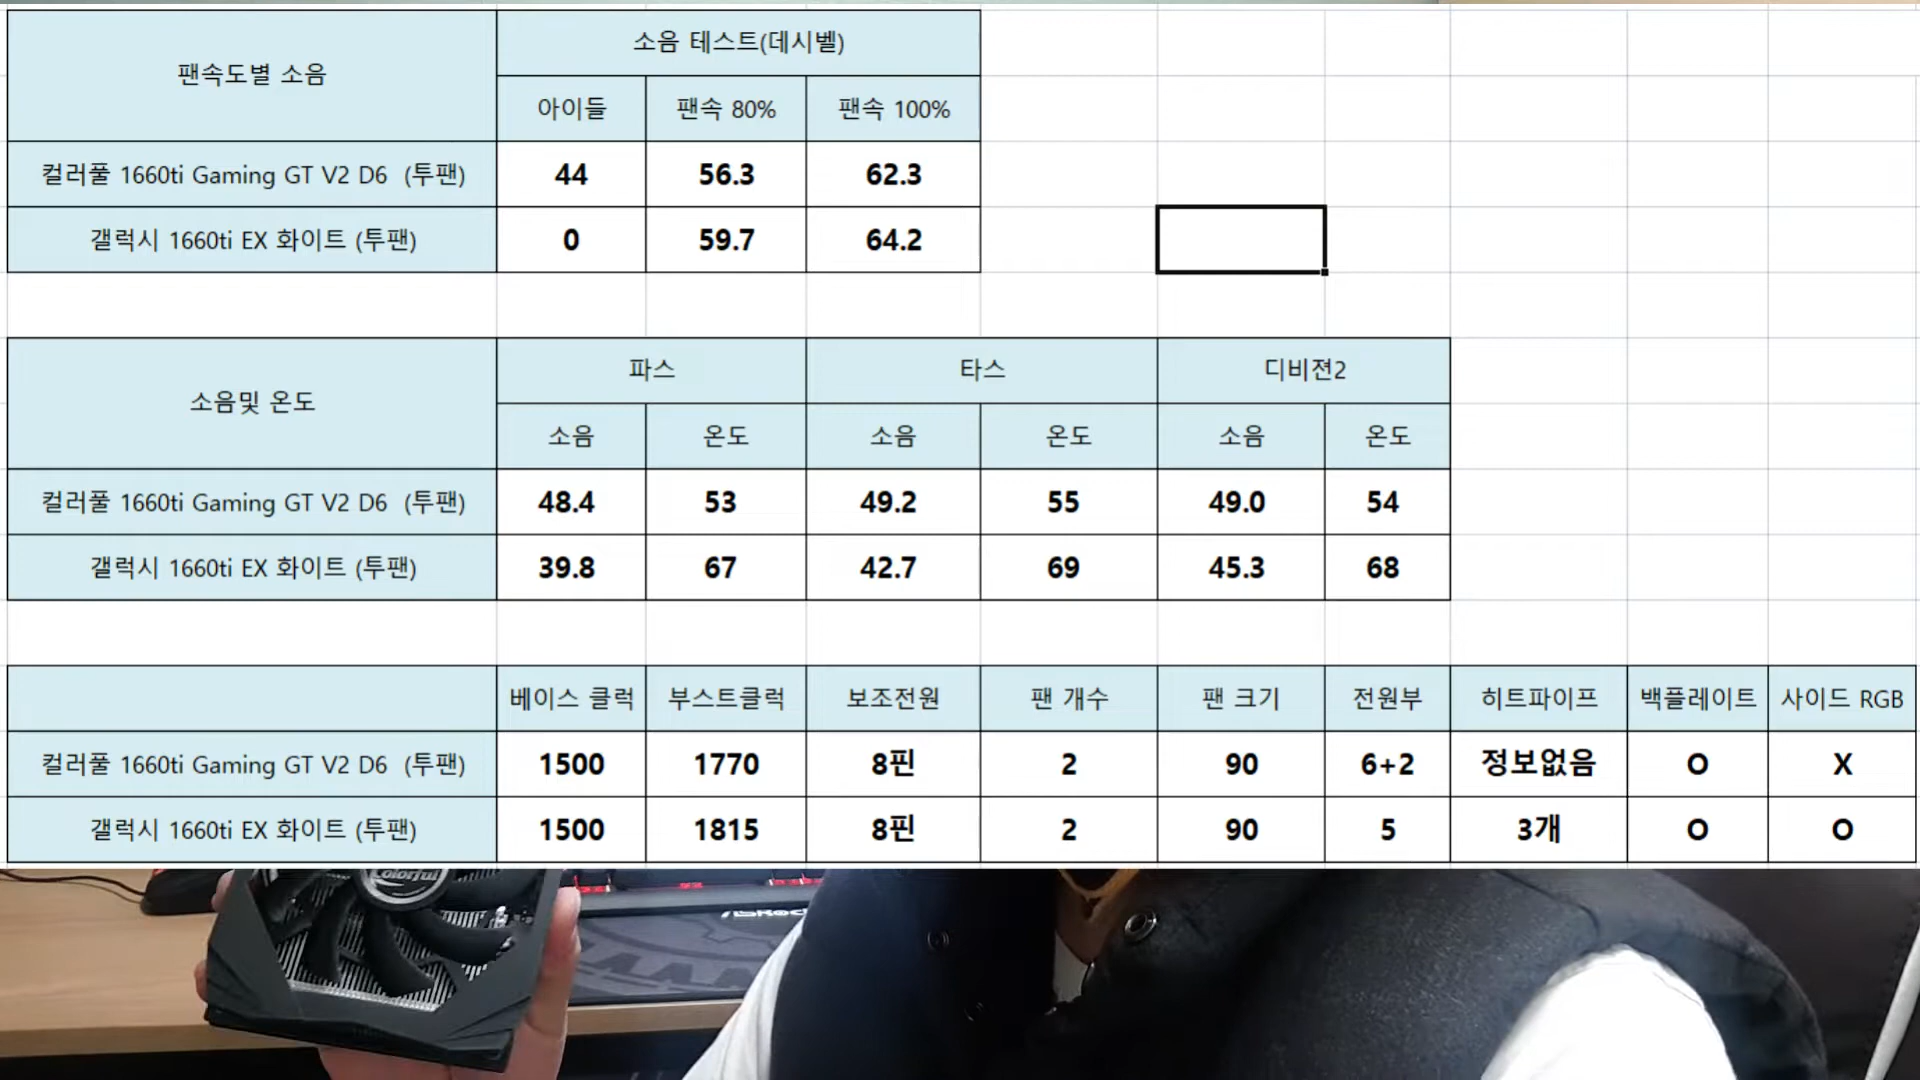 팬속도별 소음 소음 테스트(데시벨)
아이들 팬속 80% 팬속 100%
컬러풀 1660ti Gaming GT V2 D6 (투팬) 44 56.3 62.3
갤럭시 1660ti EX 화이트 (투팬) 0 59.7 64.2
소음및 온도 파스 타스 디비젼2
소음 온도 소음 온도 소음 온도
컬러풀 1660ti Gaming GT V2 D6 (투팬) 48.4 53 49.2 55 49.0 54
갤럭시 1660ti EX 화이트 (투팬) 39.8 67 42.7 69 45.3 68
베이스 클럭 부스트클럭 보조전원 팬 개수 팬 크기 전원부 히트파이프 백플레이트 사이드 RGB
컬러풀 1660ti Gaming GT V2 D6 (투팬) 1500 1770 8핀 2 90 6+2 정보없음 O X
갤럭시 1660ti EX 화이트 (투팬) 1500 1815 8핀 2 90 5 3개 O O
Colorful